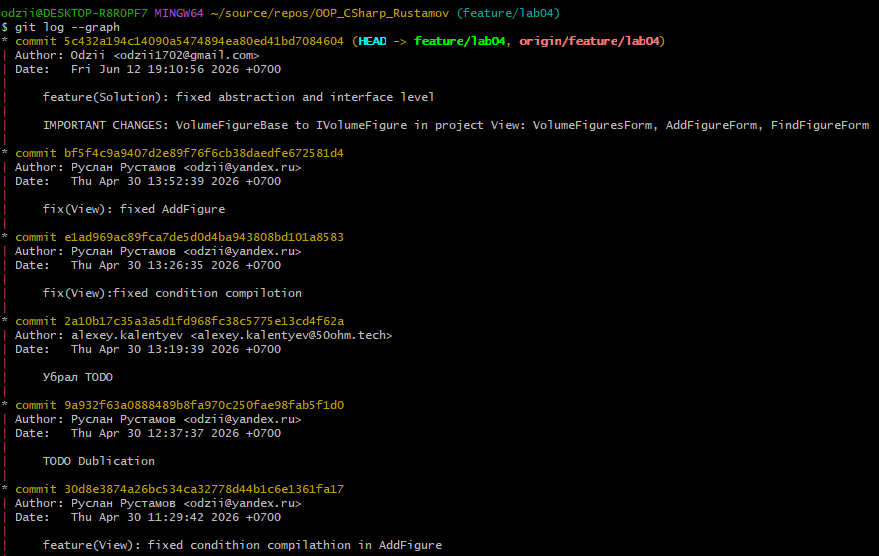 odzii@DESKTOP-R8ROPF7 MINGW64 ~/source/repos/OOP_CSharp_Rustamov (feature/lab04)
$ git log --graph
* commit 5c432a194c14090a5474894ea80ed41bd7084604 (HEAD -> feature/lab04, origin/feature/lab04)
| Author: Odzii <odzii1702@gmail.com>
| Date:   Fri Jun 12 19:10:56 2026 +0700
|
|     feature(Solution): fixed abstraction and interface level
|
|     IMPORTANT CHANGES: VolumeFigureBase to IVolumeFigure in project View: VolumeFiguresForm, AddFigureForm, FindFigureForm
|
* commit bf5f4c9a9407d2e89f76f6cb38daedfe672581d4
| Author: Руслан Рустамов <odzii@yandex.ru>
| Date:   Thu Apr 30 13:52:39 2026 +0700
|
|     fix(View): fixed AddFigure
|
* commit e1ad969ac89fca7de5d0d4ba943808bd101a8583
| Author: Руслан Рустамов <odzii@yandex.ru>
| Date:   Thu Apr 30 13:26:35 2026 +0700
|
|     fix(View):fixed condition compilotion
|
* commit 2a10b17c35a3a5d1fd968fc38c5775e13cd4f62a
| Author: alexey.kalentyev <alexey.kalentyev@50ohm.tech>
| Date:   Thu Apr 30 13:19:39 2026 +0700
|
|     Убрал TODO
|
* commit 9a932f63a0888489b8fa970c250fae98fab5f1d0
| Author: Руслан Рустамов <odzii@yandex.ru>
| Date:   Thu Apr 30 12:37:37 2026 +0700
|
|     TODO Dublication
|
* commit 30d8e3874a26bc534ca32778d44b1c6e1361fa17
| Author: Руслан Рустамов <odzii@yandex.ru>
| Date:   Thu Apr 30 11:29:42 2026 +0700
|
|     feature(View): fixed condithion compilathion in AddFigure